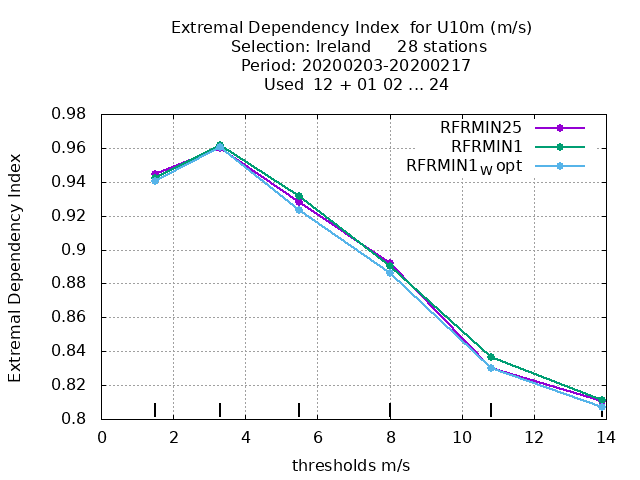 Extremal Dependency Index  for U10m (m/s)
Selection: Ireland     28 stations
Period: 20200203-20200217
Used  12 + 01 02 ... 24
RFRMIN25
RFRMIN1
RFRMIN1W opt
Extremal Dependency Index
0.98
0.96
0.94
0.92
0.9
0.88
0.86
0.84
0.82
0.8
0 2 4 6 8 10 12 14
thresholds m/s